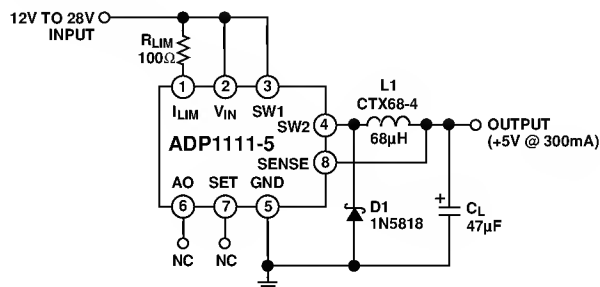 12V TO 28V
INPUT
RLIM
100Ω
1
2
3
ILIM
VIN
SW1
ADP1111-5
SW2
4
SENSE
8
AO
SET
GND
6
7
5
NC
NC
L1
CTX68-4
68μH
OUTPUT
(+5V @ 300mA)
D1
1N5818
+
CL
47μF